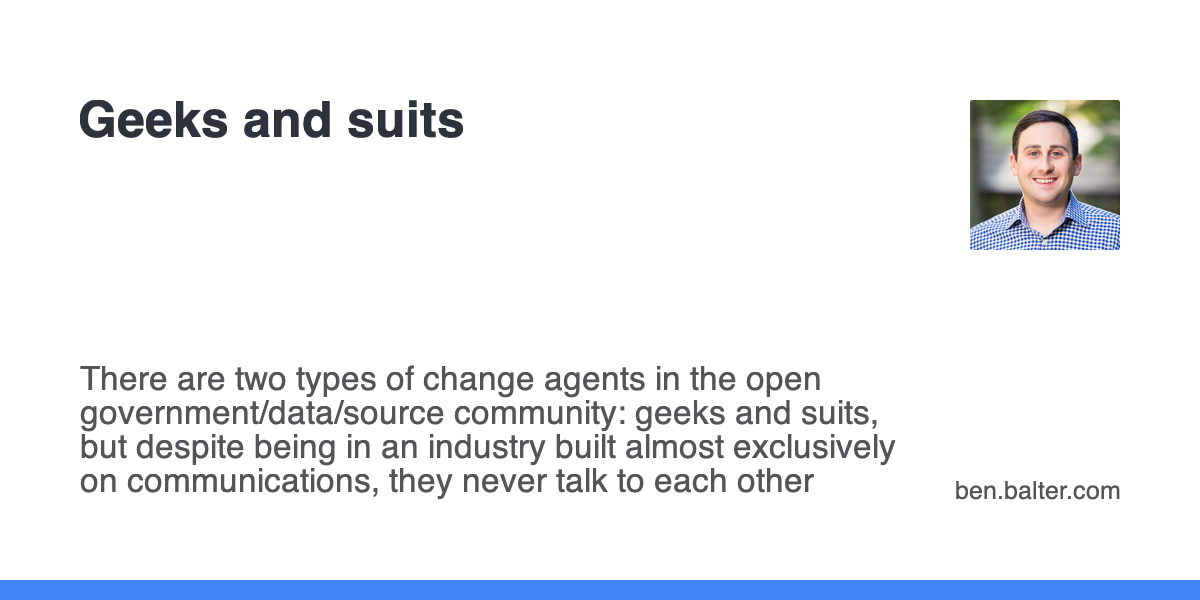 Geeks and suits
There are two types of change agents in the open
government/data/source community: geeks and suits,
but despite being in an industry built almost exclusively
on communications, they never talk to each other
ben.balter.com